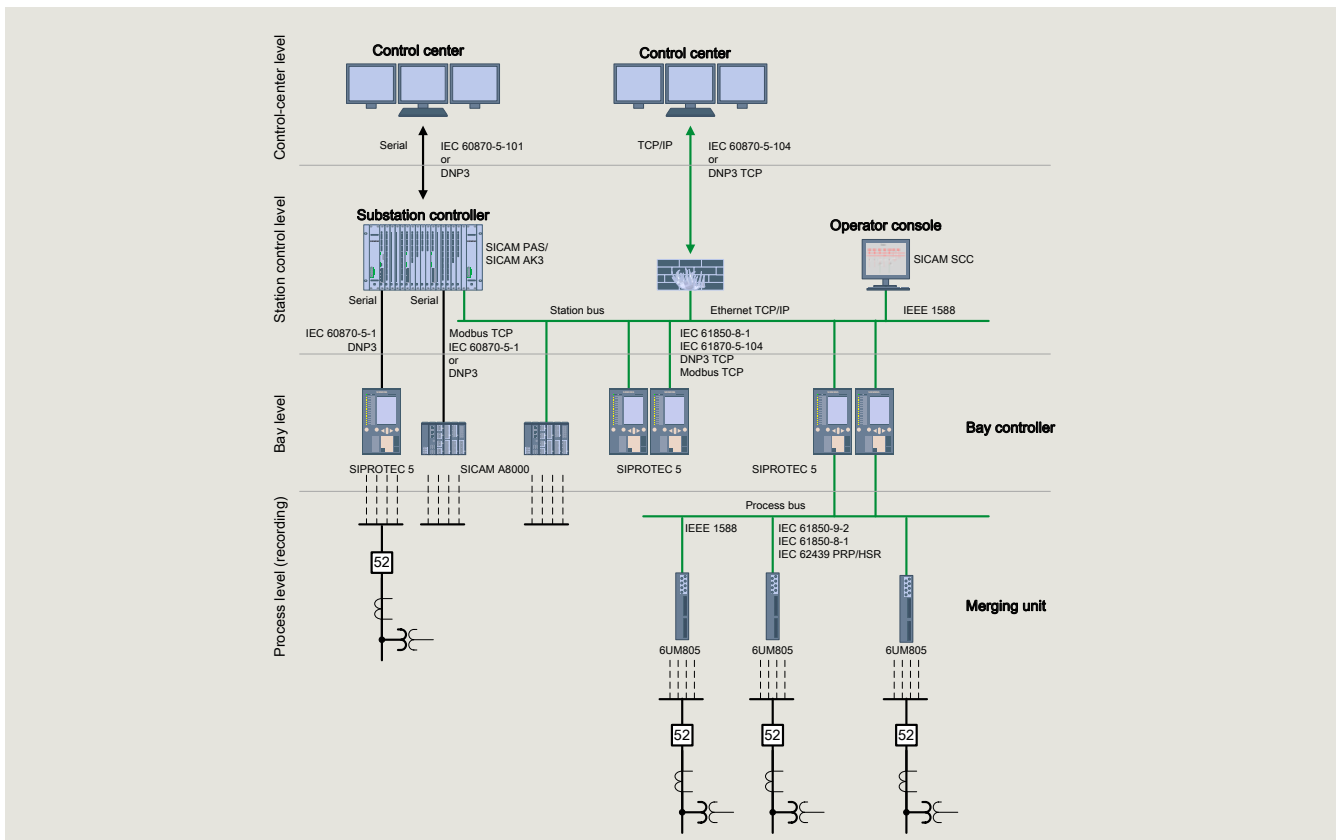 Control-center level
Control center
Control center
Serial
IEC 60870-5-101
or
DNP3
TCP/IP
IEC 60870-5-104
or
DNP3 TCP
Station control level
Substation controller
SICAM PAS/
SICAM AK3
Operator console
SICAM SCC
Serial
Serial
Station bus
Ethernet TCP/IP
IEEE 1588
IEC 60870-5-1
DNP3
Modbus TCP
IEC 60870-5-1
or
DNP3
IEC 61850-8-1
IEC 61870-5-104
DNP3 TCP
Modbus TCP
Bay level
Bay controller
SIPROTEC 5
SICAM A8000
SIPROTEC 5
SIPROTEC 5
Process level (recording)
Process bus
IEEE 1588
IEC 61850-9-2
IEC 61850-8-1
IEC 62439 PRP/HSR
52
Merging unit
6UM805
6UM805
6UM805
52
52
52